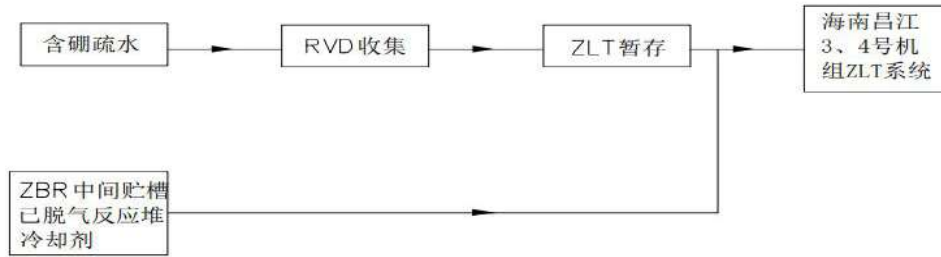 含硼疏水
RVD收集
ZLT暂存
海南昌江
3、4号机
组ZLT系统
ZBR中间贮槽
已脱气反应堆
冷却剂